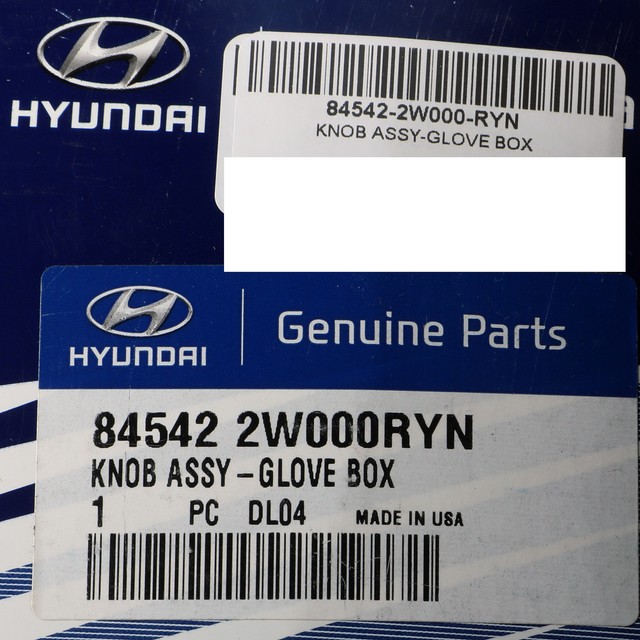 HYUNDAI
84542-2W000-RYN
KNOB ASSY-GLOVE BOX
HYUNDAI
Genuine Parts
84542 2W000RYN
KNOB ASSY-GLOVE BOX
1 PC DL04 MADE IN USA